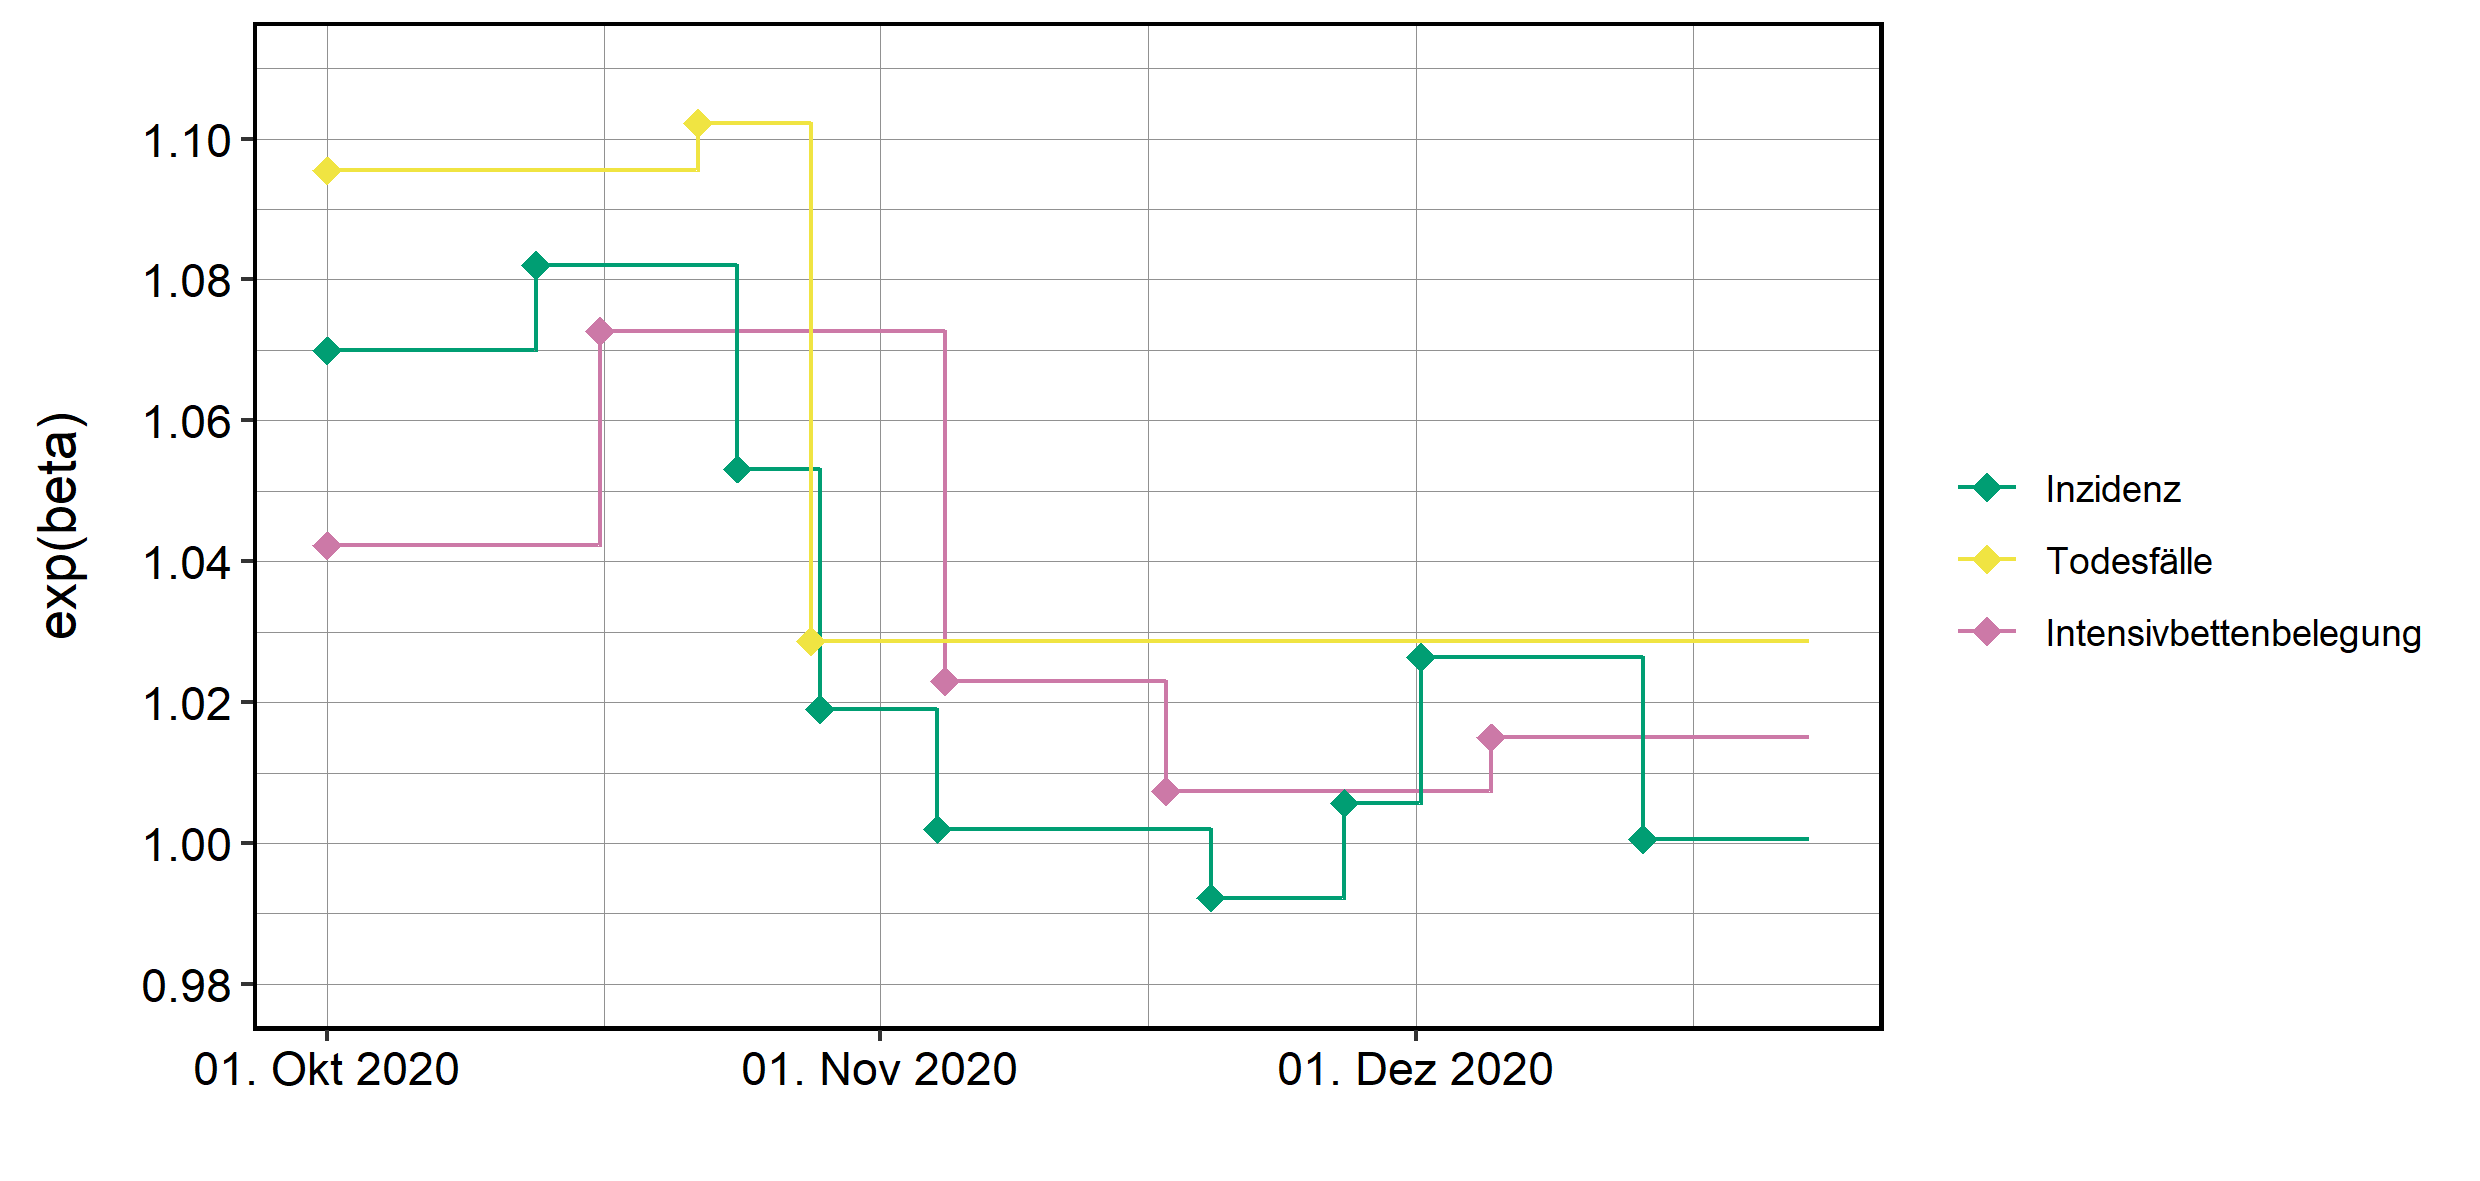 exp(beta)
1.10
1.08
1.06
1.04
1.02
1.00
0.98
01. Okt 2020
01. Nov 2020
01. Dez 2020
Inzidenz
Todesfälle
Intensivbettenbelegung